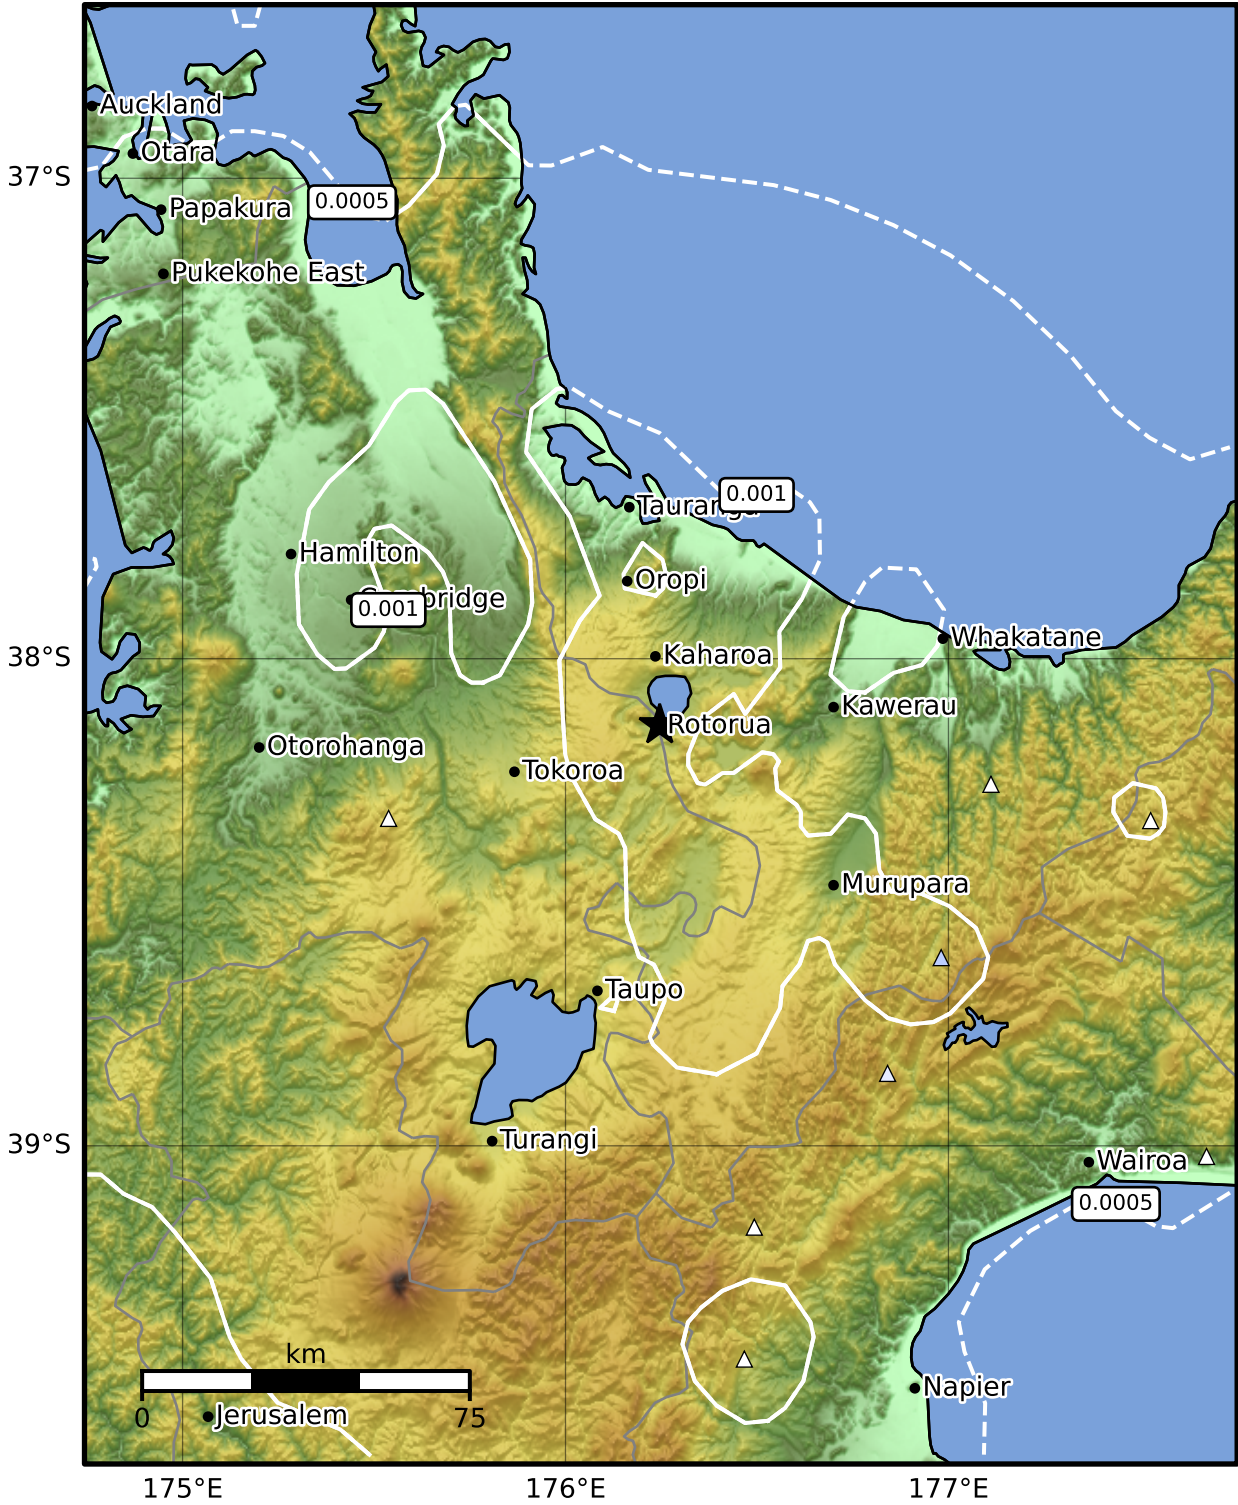 Auckland
Otara
37°S
0.0005
Papakura
Pukekohe East
0.001
Tauranga
Hamilton
Oropi
Cambridge
0.001
Whakatane
38°S
Kaharoa
Kawerau
Rotorua
Otorohanga
Tokoroa
Murupara
Taupo
39°S
Turangi
Wairoa
0.0005
km
0
75
Napier
Jerusalem
175°E
176°E
177°E